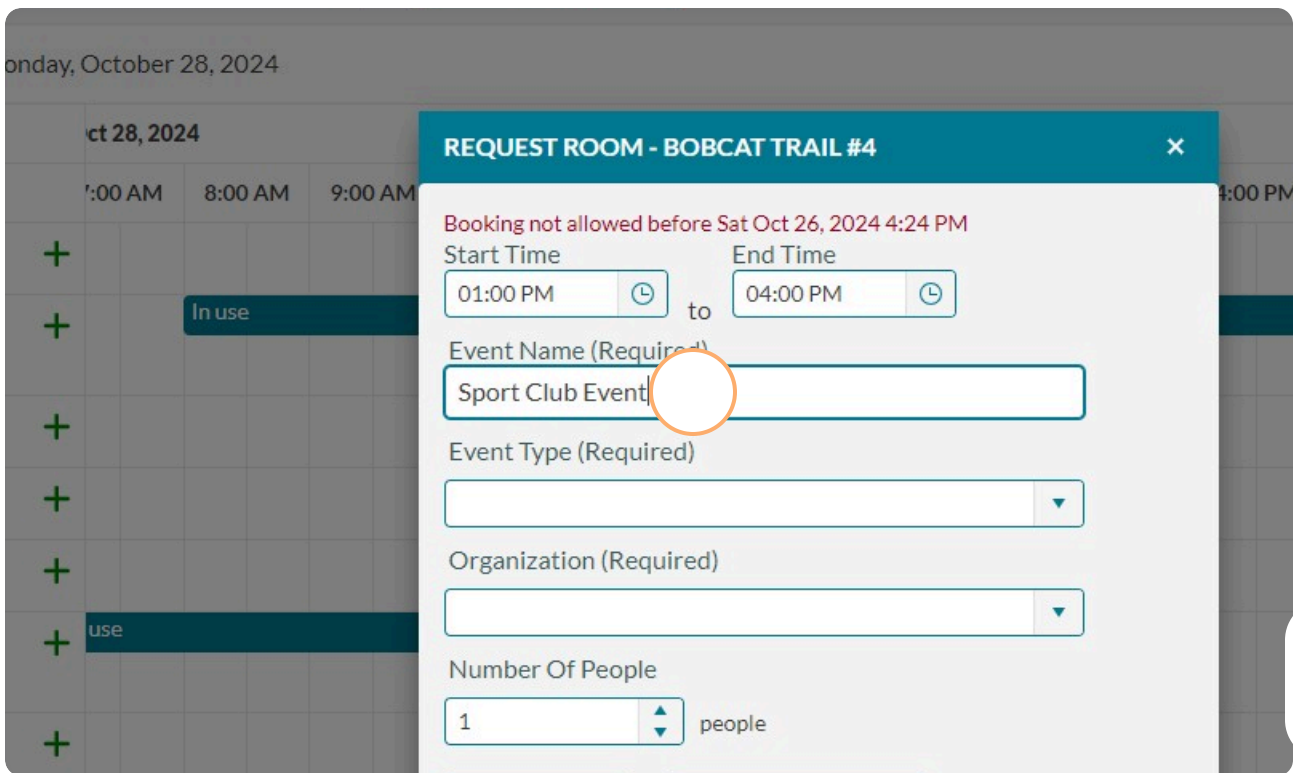 onday, October 28, 2024
ct 28, 2024
:00 AM 8:00 AM 9:00 AM 4:00 PM
REQUEST ROOM - BOBCAT TRAIL #4 ×
Booking not allowed before Sat Oct 26, 2024 4:24 PM
Start Time End Time
01:00 PM to 04:00 PM
In use
Event Name (Required)
Sport Club Event
Event Type (Required)
Organization (Required)
use
Number Of People
1 people